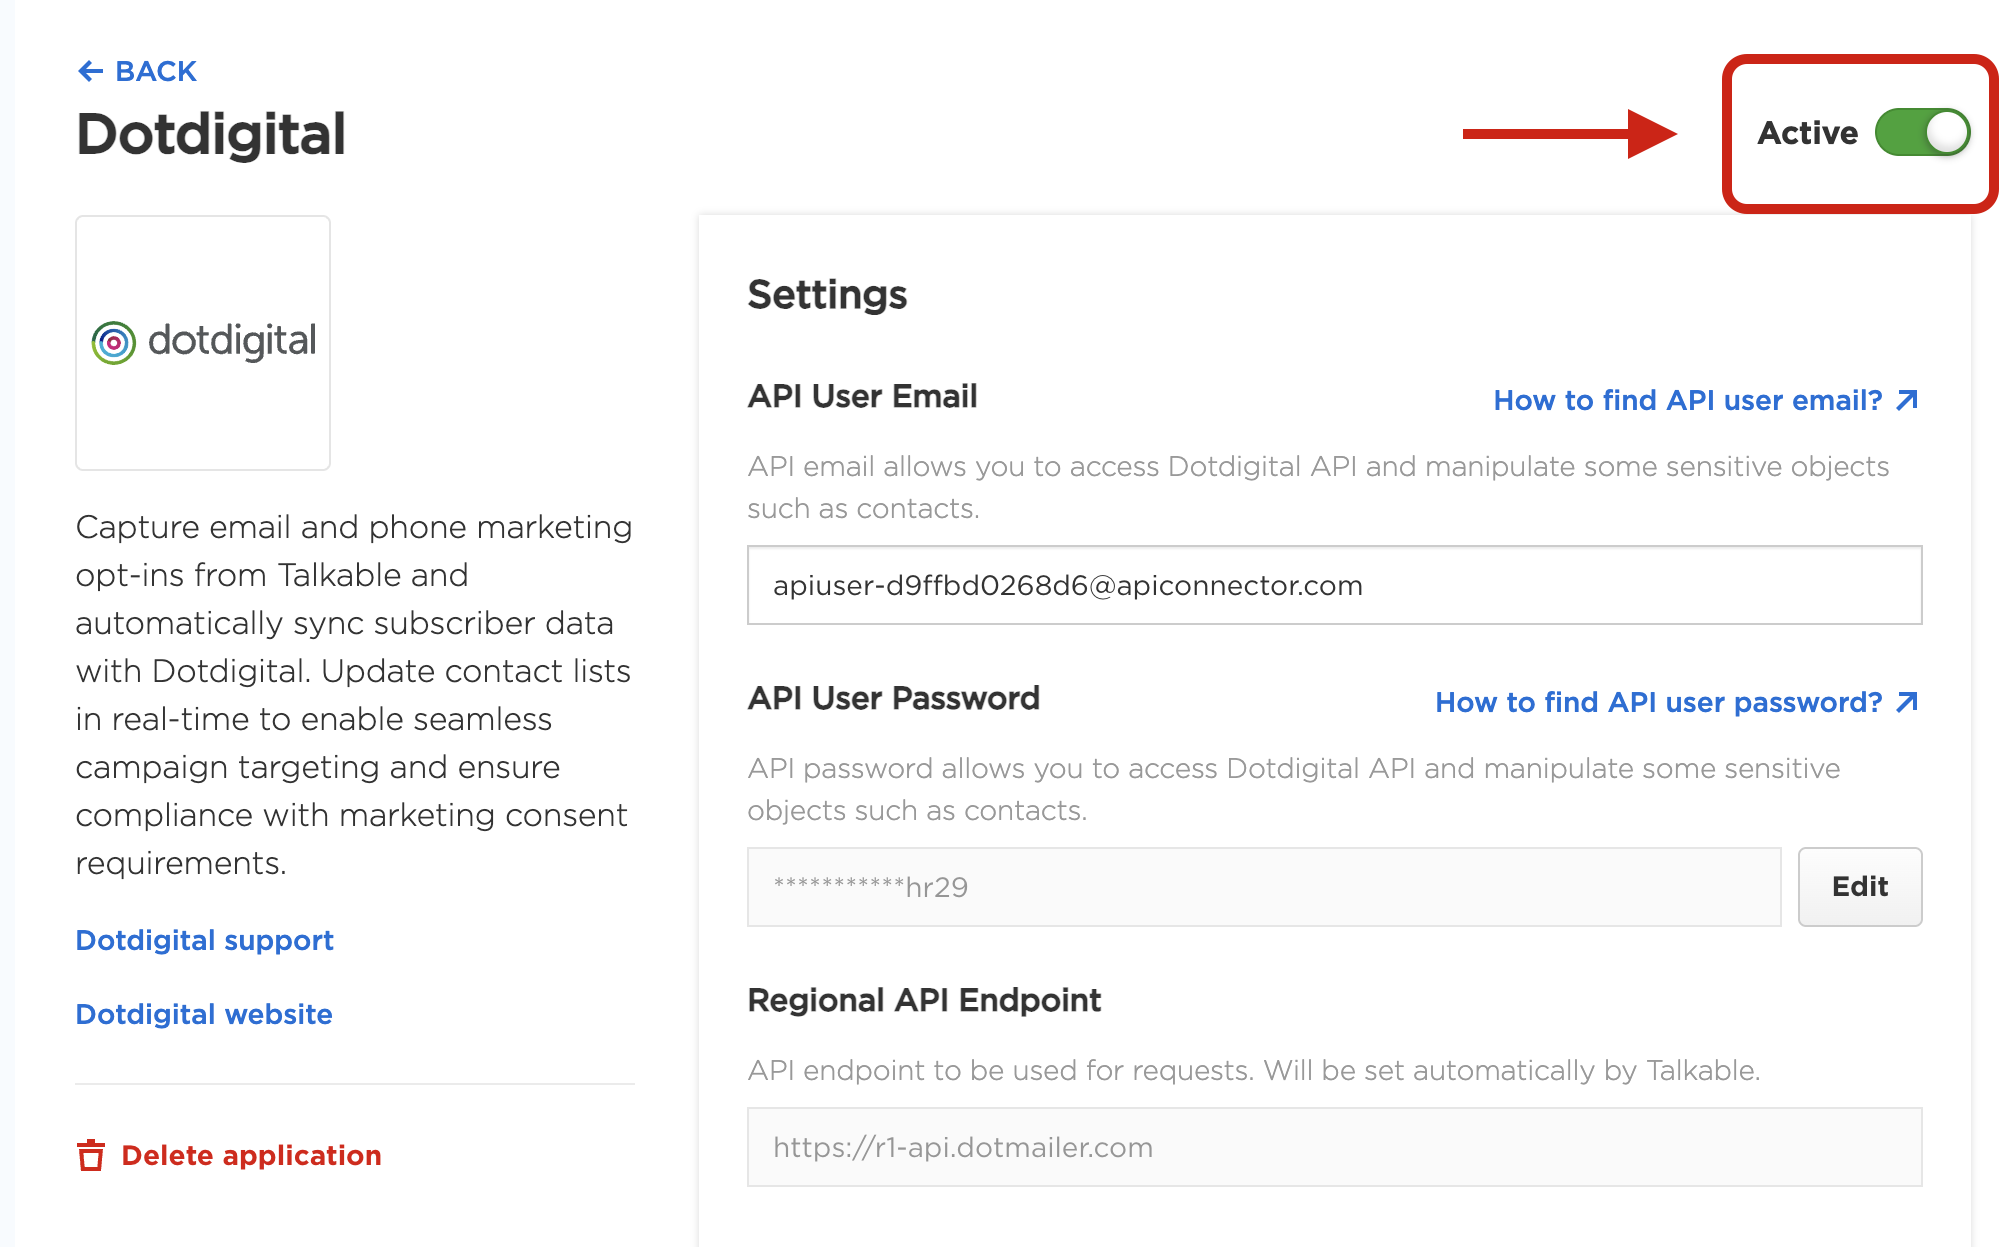 BACK
Dotdigital
Active
dotdigital
Capture email and phone marketing
opt-ins from Talkable and
automatically sync subscriber data
with Dotdigital. Update contact lists
in real-time to enable seamless
campaign targeting and ensure
compliance with marketing consent
requirements.
Dotdigital support
Dotdigital website
Delete application
Settings
API User Email
How to find API user email?
API email allows you to access Dotdigital API and manipulate some sensitive objects
such as contacts.
apiuser-d9ffbd0268d6@apiconnector.com
API User Password
How to find API user password?
API password allows you to access Dotdigital API and manipulate some sensitive
objects such as contacts.
***********hr29
Edit
Regional API Endpoint
API endpoint to be used for requests. Will be set automatically by Talkable.
https://r1-api.dotmailer.com